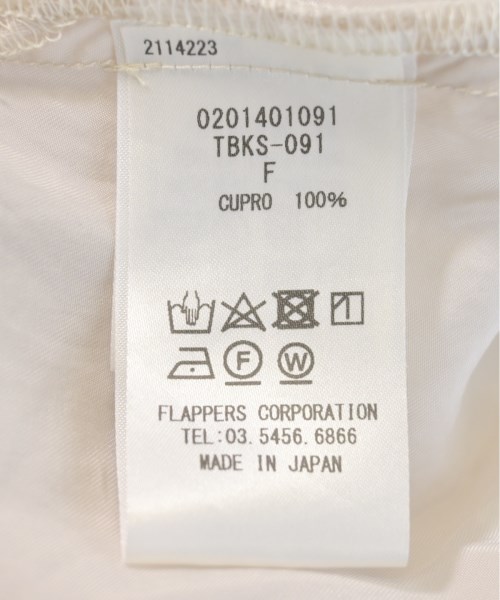 2114223
0201401091
TBKS-091
F
CUPRO 100%
F W
FLAPPERS CORPORATION
TEL:03.5456.6866
MADE IN JAPAN